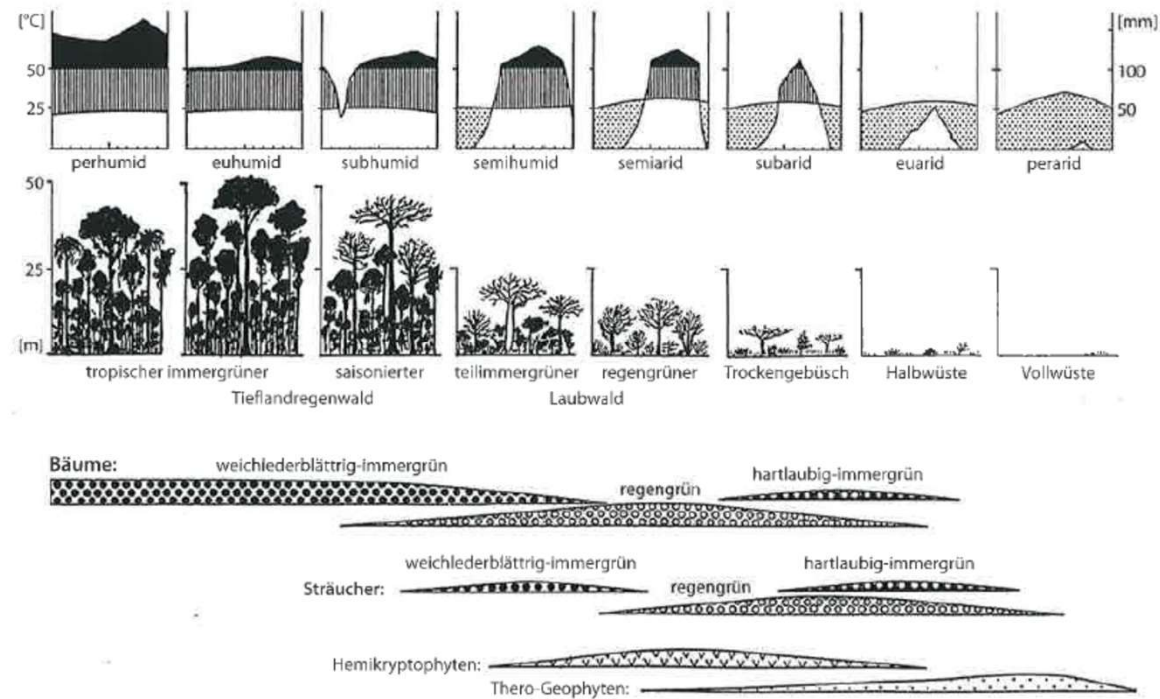 [°C] [mm]
50 100
25 50
perhumid euhumid subhumid semihumid semiarid subarid euarid perarid
50
25
[m]
tropischer immergrüner saisonierter teilimmergrüner regengrüner Trockengebüsch Halbwüste Vollwüste
Tieflandregenwald Laubwald
Bäume: weichlederblättrig-immergrün hartlaubig-immergrün
regengrün
weichlederblättrig-immergrün hartlaubig-immergrün
Sträucher: regengrün
Hemikryptophyten:
Thero-Geophyten: